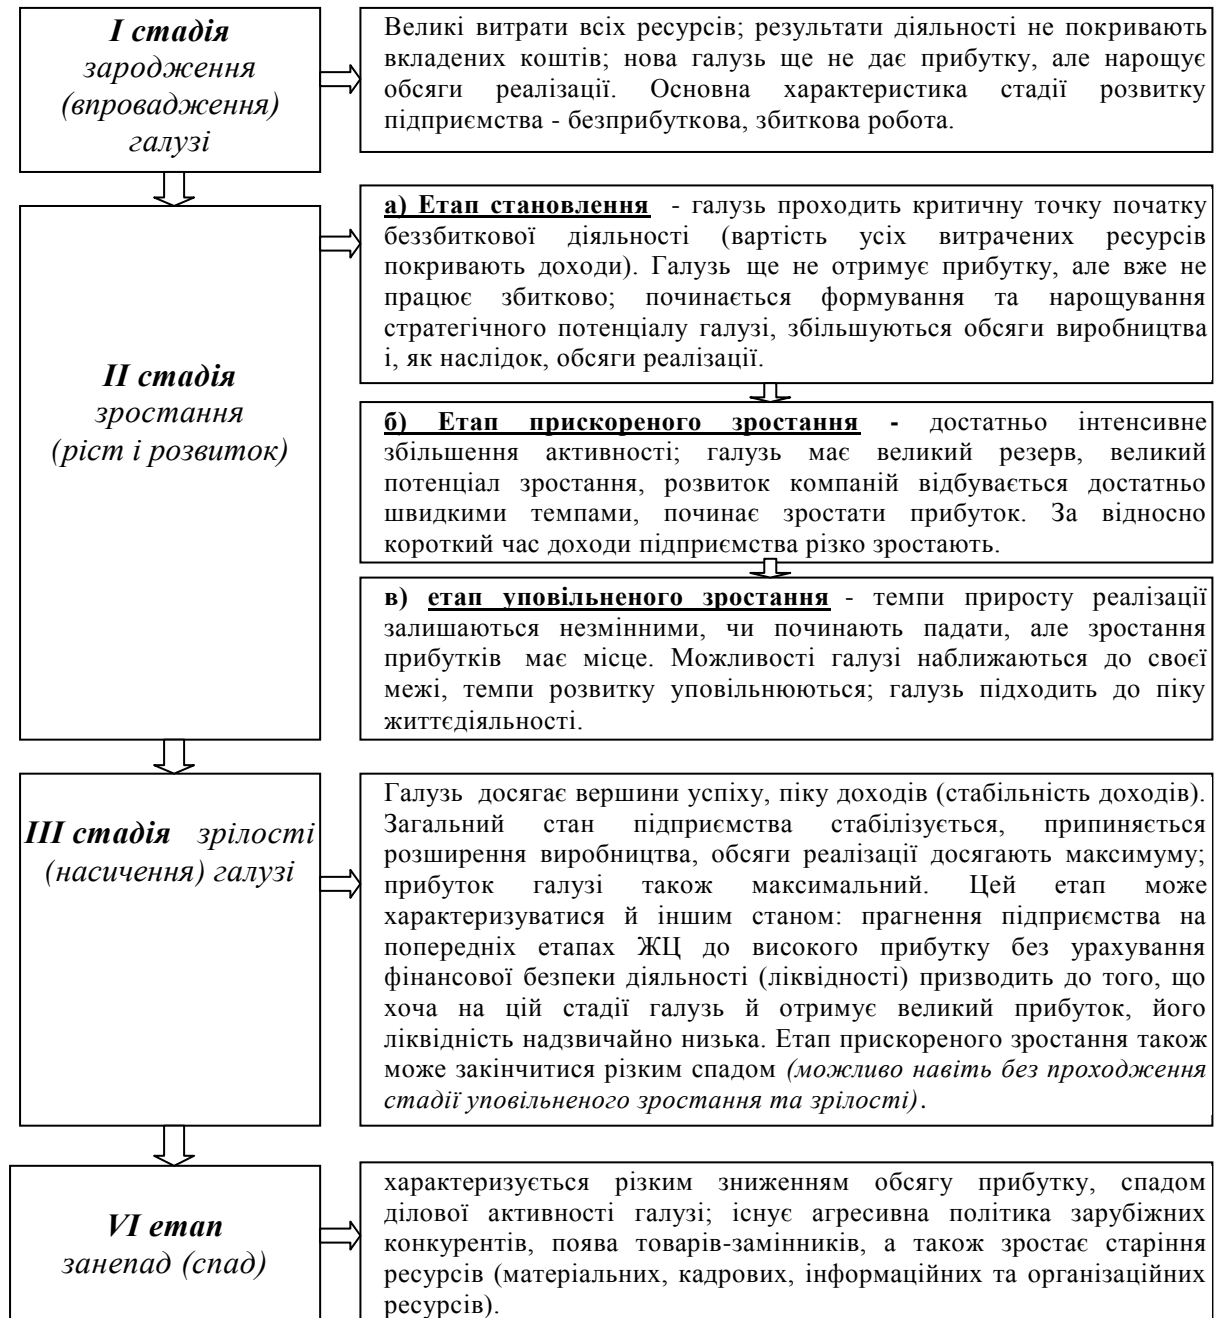 I стадія
зародження
(впровадження)
галузі
Великі витрати всіх ресурсів; результати діяльності не покривають
вкладених коштів; нова галузь ще не дає прибутку, але нарощує
обсяги реалізації. Основна характеристика стадії розвитку
підприємства - безприбуткова, збиткова робота.
II стадія
зростання
(ріст і розвиток)
а) Етап становлення - галузь проходить критичну точку початку
беззбиткової діяльності (вартість усіх витрачених ресурсів
покривають доходи). Галузь ще не отримує прибутку, але вже не
працює збитково; починається формування та нарощування
стратегічного потенціалу галузі, збільшуються обсяги виробництва
і, як наслідок, обсяги реалізації.
б) Етап прискореного зростання - достатньо інтенсивне
збільшення активності; галузь має великий резерв, великий
потенціал зростання, розвиток компаній відбувається достатньо
швидкими темпами, починає зростати прибуток. За відносно
короткий час доходи підприємства різко зростають.
в) етап уповільненого зростання - темпи приросту реалізації
залишаються незмінними, чи починають падати, але зростання
прибутків має місце. Можливості галузі наближаються до своєї
межі, темпи розвитку уповільнюються; галузь підходить до піку
життєдіяльності.
III стадія зрілості
(насичення) галузі
Галузь досягає вершини успіху, піку доходів (стабільність доходів).
Загальний стан підприємства стабілізується, припиняється
розширення виробництва, обсяги реалізації досягають максимуму;
прибуток галузі також максимальний. Цей етап може
характеризуватися й іншим станом: прагнення підприємства на
попередніх етапах ЖЦ до високого прибутку без урахування
фінансової безпеки діяльності (ліквідності) призводить до того, що
хоча на цій стадії галузь й отримує великий прибуток, його
ліквідність надзвичайно низька. Етап прискореного зростання також
може закінчитися різким спадом (можливо навіть без проходження
стадії уповільненого зростання та зрілості).
VI етап
занепад (спад)
характеризується різким зниженням обсягу прибутку, спадом
ділової активності галузі; існує агресивна політика зарубіжних
конкурентів, поява товарів-замінників, а також зростає старіння
ресурсів (матеріальних, кадрових, інформаційних та організаційних
ресурсів).